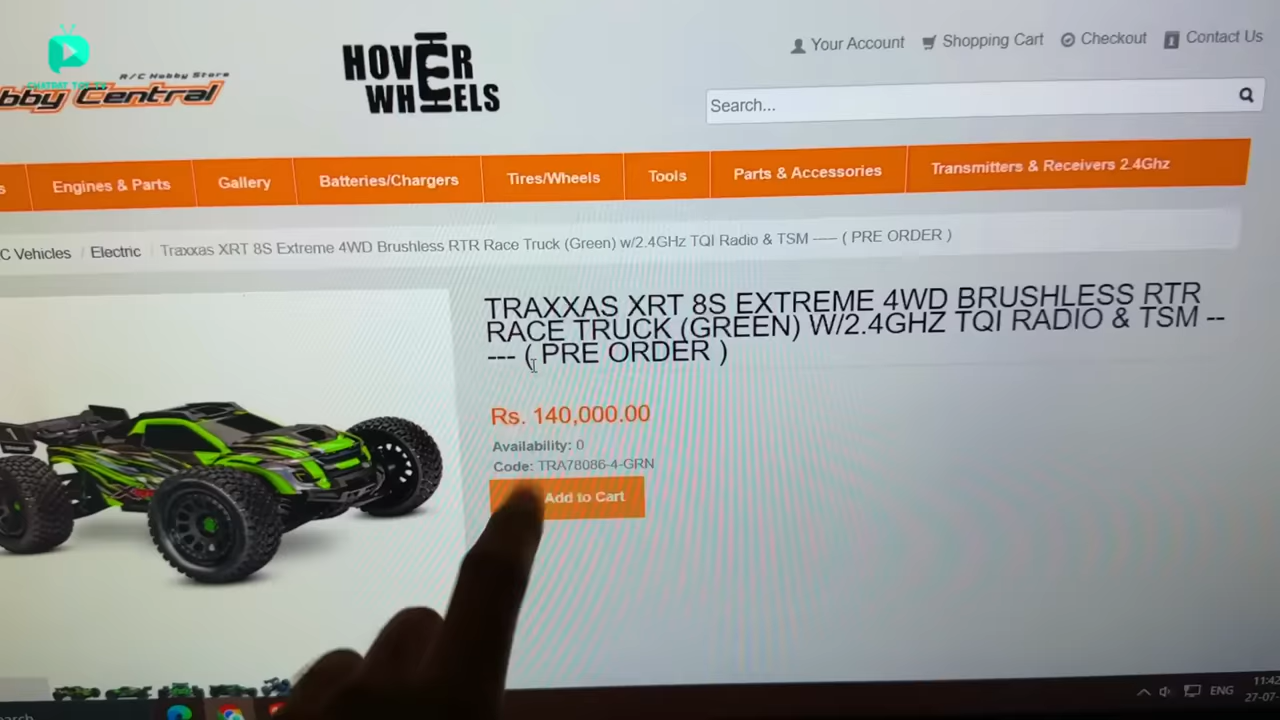 Your Account
Shopping Cart
Checkout
Contact Us
R/C Hobby Store
bby Central
HOVER
WHEELS
Search...
s
Engines & Parts
Gallery
Batteries/Chargers
Tires/Wheels
Tools
Parts & Accessories
Transmitters & Receivers 2.4Ghz
C Vehicles / Electric / Traxxas XRT 8S Extreme 4WD Brushless RTR Race Truck (Green) w/2.4GHz TQI Radio & TSM ----- ( PRE ORDER )
TRAXXAS XRT 8S EXTREME 4WD BRUSHLESS RTR
RACE TRUCK (GREEN) W/2.4GHZ TQI RADIO & TSM --
--- ( PRE ORDER )
Rs. 140,000.00
Availability: 0
Code: TRA78086-4-GRN
Add to Cart
earch
ENG
11:42
27-07-